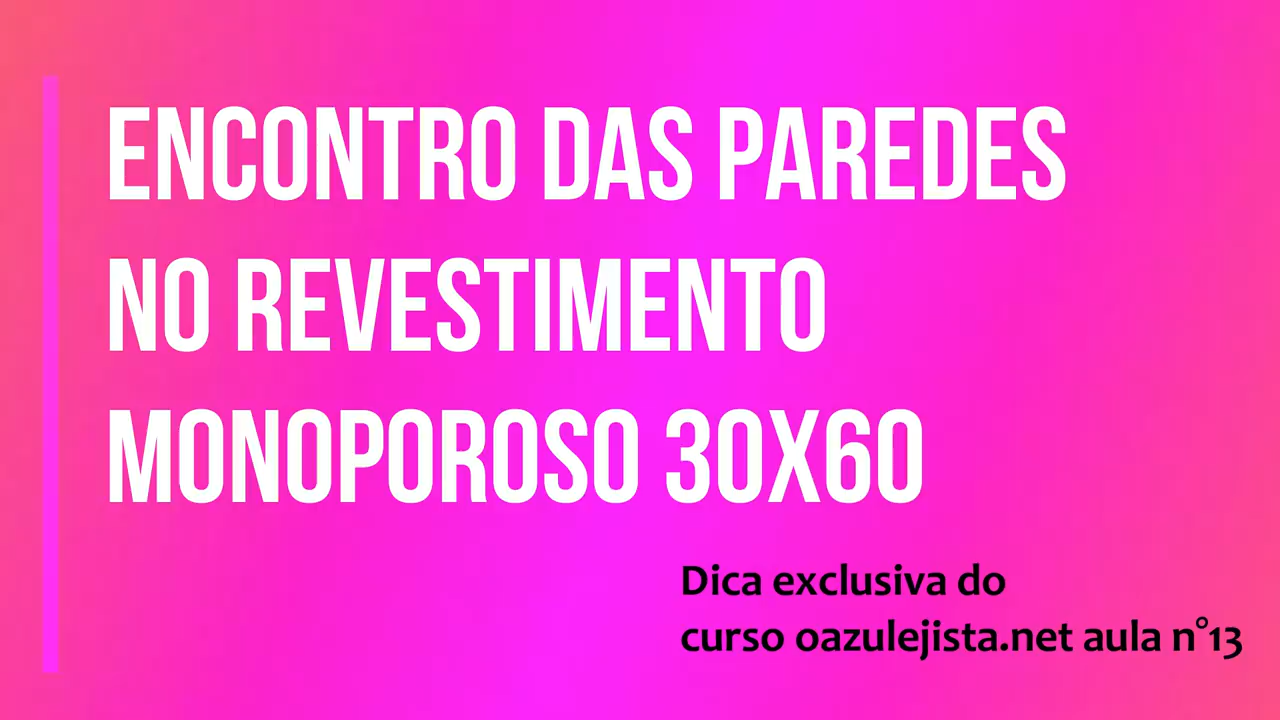 ENCONTRO DAS PAREDES
NO REVESTIMENTO
MONOPOROSO 30X60
Dica exclusiva do
curso oazulejista.net aula n°13